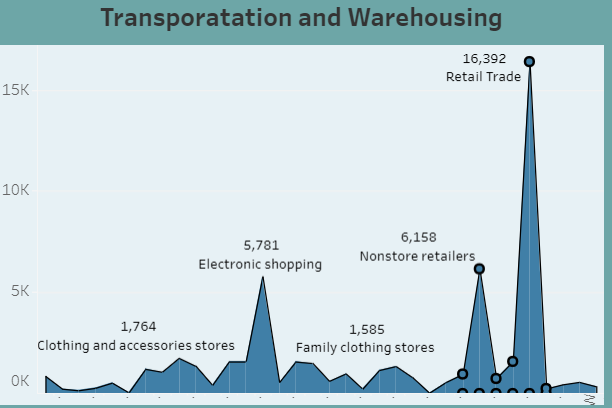 Transporatation and Warehousing
16,392
Retail Trade
15K
10K
6,158
Nonstore retailers
5,781
Electronic shopping
5K
1,764
Clothing and accessories stores
1,585
Family clothing stores
0K